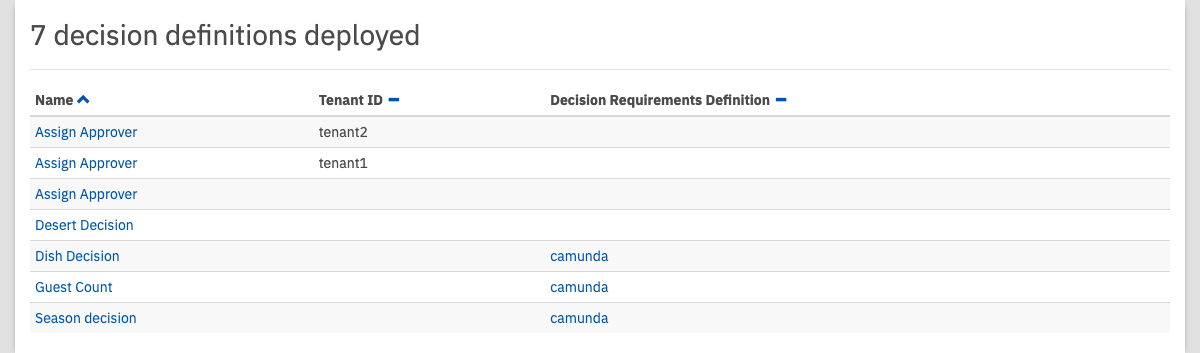 7 decision definitions deployed
Name Tenant ID Decision Requirements Definition
Assign Approver tenant2
Assign Approver tenant1
Assign Approver
Desert Decision
Dish Decision camunda
Guest Count camunda
Season decision camunda